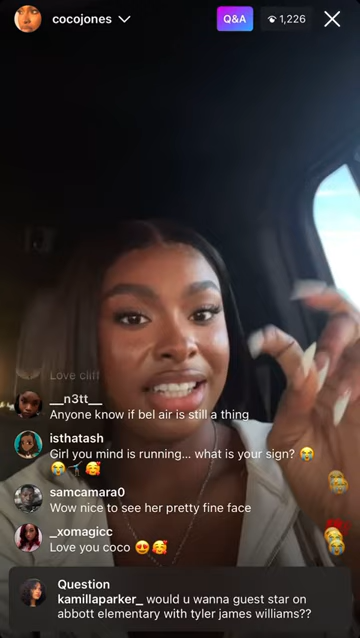 cocojones
Q&A
1,226
Love cliff
__n3tt__
Anyone know if bel air is still a thing
isthatash_
Girl you mind is running... what is your sign? 😭
😭🤸🏾‍♀️🥰
samcamara0
Wow nice to see her pretty fine face
_xomagicc
Love you coco 😍🥰
Question
kamillaparker_ would u wanna guest star on
abbott elementary with tyler james williams??